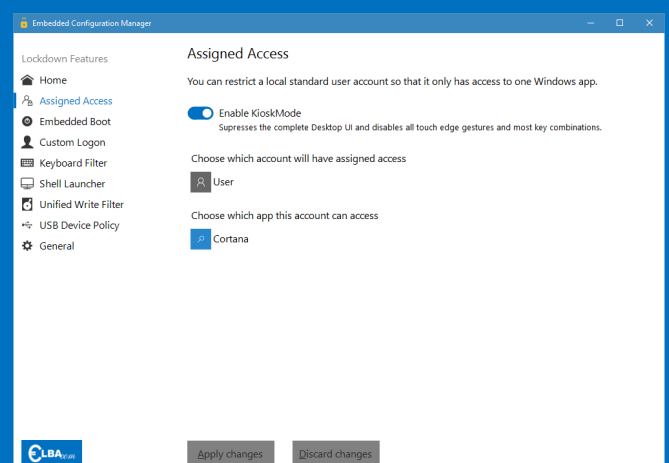 Embedded Configuration Manager
Lockdown Features
Home
Assigned Access
Embedded Boot
Custom Logon
Keyboard Filter
Shell Launcher
Unified Write Filter
USB Device Policy
General
Assigned Access
You can restrict a local standard user account so that it only has access to one Windows app.
Enable KioskMode
Supresses the complete Desktop UI and disables all touch edge gestures and most key combinations.
Choose which account will have assigned access
User
Choose which app this account can access
Cortana
ELBAcom
Apply changes
Discard changes